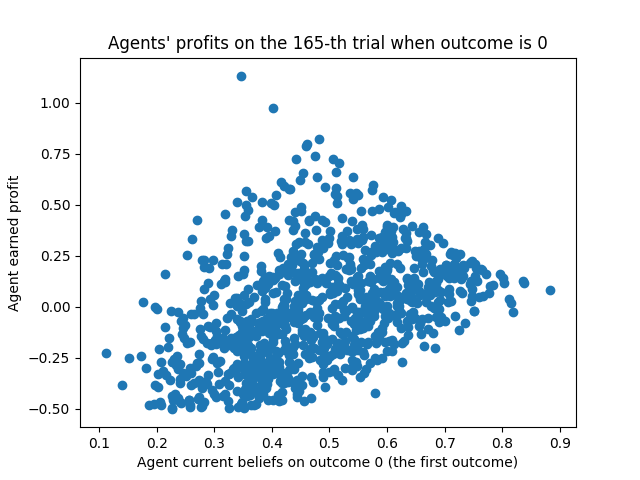 Agents' profits on the 165-th trial when outcome is 0
1.00
0.75
0.50
0.25
0.00
−0.25
−0.50
Agent earned profit
0.1 0.2 0.3 0.4 0.5 0.6 0.7 0.8 0.9
Agent current beliefs on outcome 0 (the first outcome)